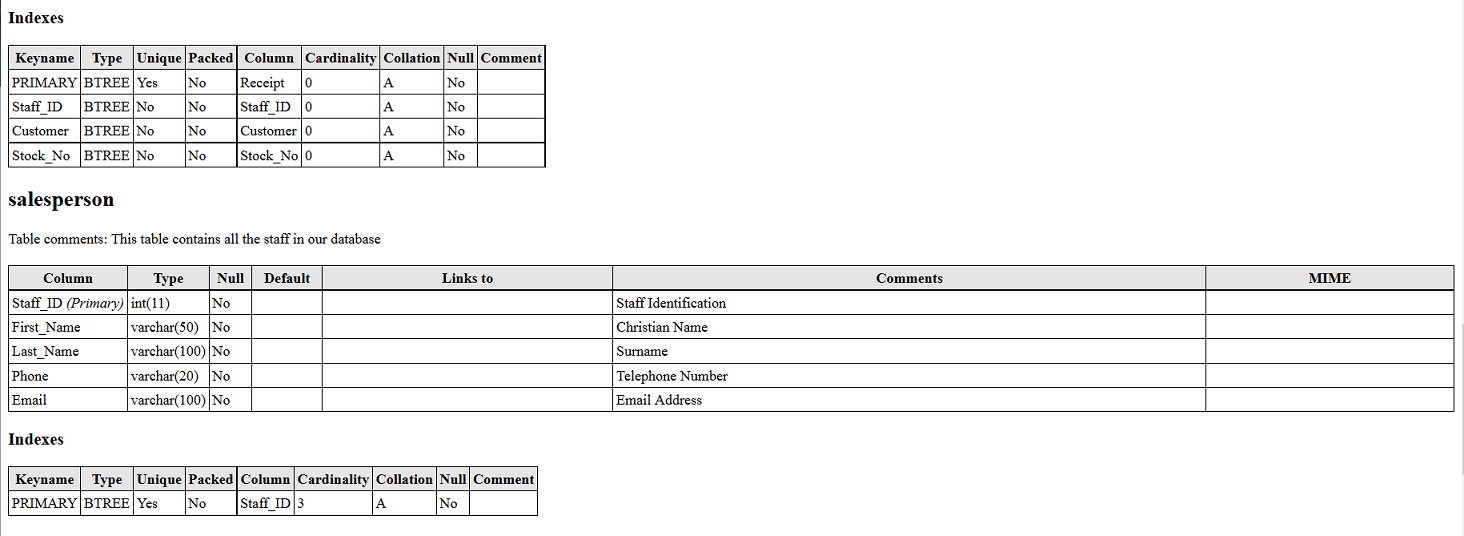 Indexes
Keyname Type Unique Packed Column Cardinality Collation Null Comment
PRIMARY BTREE Yes No Receipt 0 A No
Staff_ID BTREE No No Staff_ID 0 A No
Customer BTREE No No Customer 0 A No
Stock_No BTREE No No Stock_No 0 A No
salesperson
Table comments: This table contains all the staff in our database
Column Type Null Default Links to Comments MIME
Staff_ID (Primary) int(11) No Staff Identification
First_Name varchar(50) No Christian Name
Last_Name varchar(100) No Surname
Phone varchar(20) No Telephone Number
Email varchar(100) No Email Address
Indexes
Keyname Type Unique Packed Column Cardinality Collation Null Comment
PRIMARY BTREE Yes No Staff_ID 3 A No